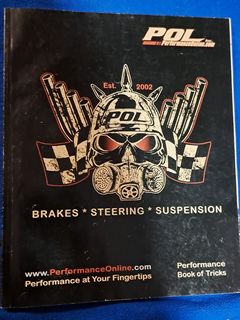 POL
PerformanceOnline.com
Est. 2002
POL
BRAKES * STEERING * SUSPENSION
www.PerformanceOnline.com
Performance at Your Fingertips
Performance
Book of Tricks